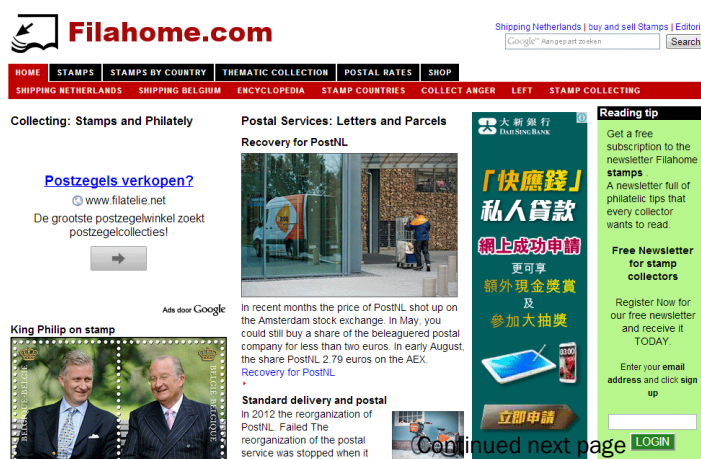 Filahome.com
Shipping Netherlands | buy and sell Stamps | Editori
Google™ Aangepast zoeken
Search
HOME STAMPS STAMPS BY COUNTRY THEMATIC COLLECTION POSTAL RATES SHOP
SHIPPING NETHERLANDS SHIPPING BELGIUM ENCYCLOPEDIA STAMP COUNTRIES COLLECT ANGER LEFT STAMP COLLECTING
Collecting: Stamps and Philately
Postzegels verkopen?
www.filatelie.net
De grootste postzegelwinkel zoekt
postzegelcollecties!
Ads door Google
King Philip on stamp
BELGIE·BELGIQUE
BELGIQUE·BELGIE
Postal Services: Letters and Parcels
Recovery for PostNL
In recent months the price of PostNL shot up on
the Amsterdam stock exchange. In May, you
could still buy a share of the beleaguered postal
company for less than two euros. In early August,
the share PostNL 2.79 euros on the AEX.
Recovery for PostNL
Standard delivery and postal
In 2012 the reorganization of
PostNL. Failed The
reorganization of the postal
service was stopped when it
大新銀行
DAH SING BANK
「快應錢」
私人貸款
網上成功申請
更可享
額外現金獎賞
及
參加大抽獎
03:00
立即申請
Reading tip
Get a free
subscription to the
newsletter Filahome
stamps .
A newsletter full of
philatelic tips that
every collector
wants to read.
Free Newsletter
for stamp
collectors
Register Now for
our free newsletter
and receive it
TODAY.
Enter your email
address and click sign
up
LOGIN
Continued next page